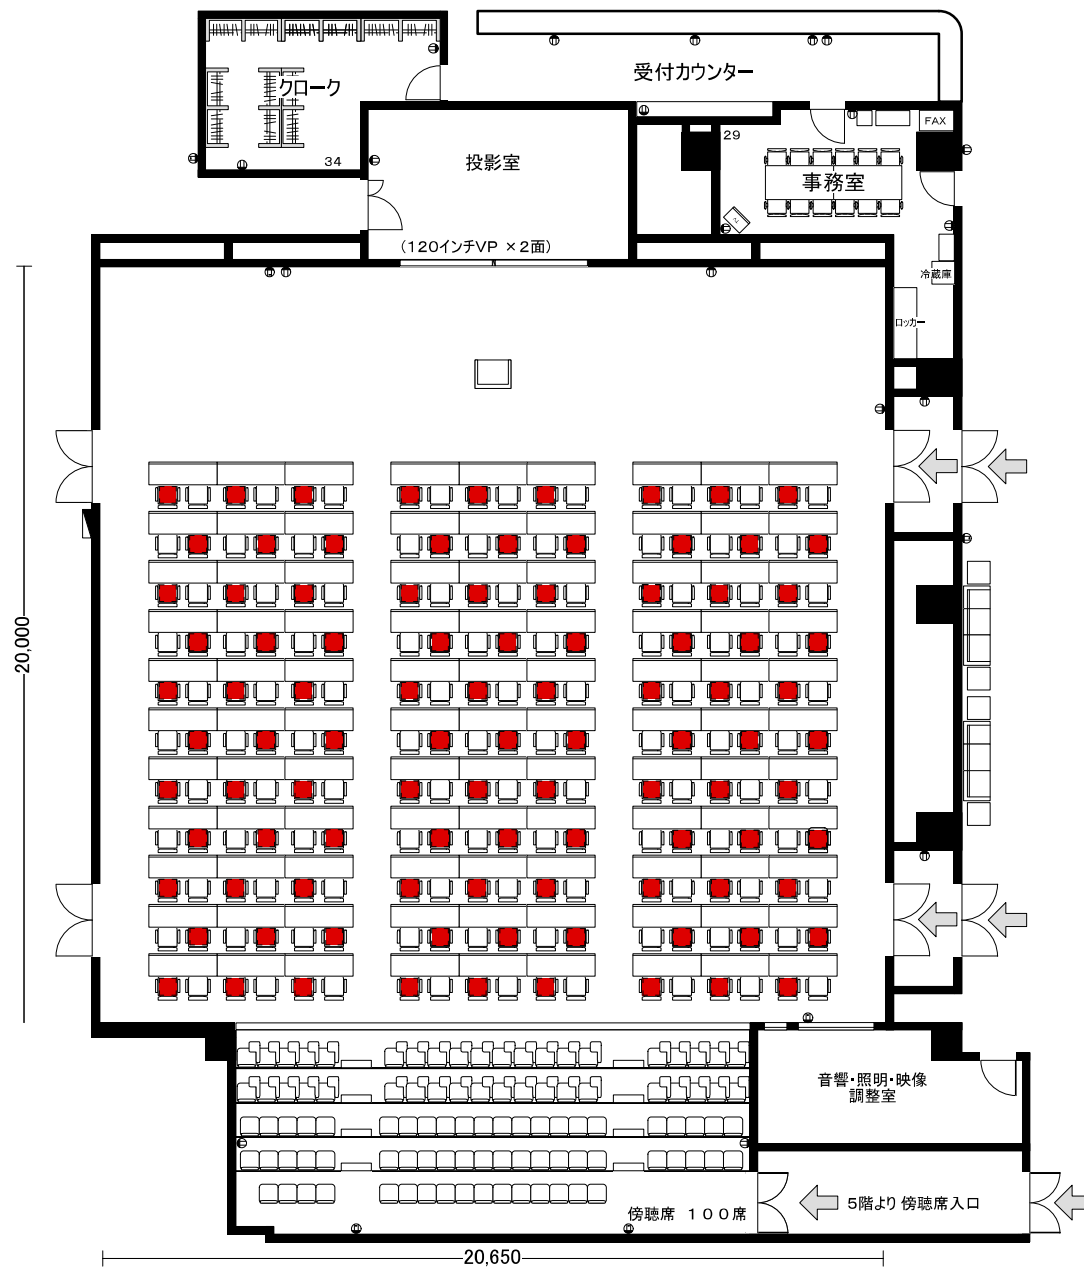 受付カウンター
クローク
FAX
29
34
投影室
事務室
(120インチVP ×2面)
冷蔵庫
ロッカー
20,000
音響・照明・映像
調整室
5階より 傍聴席入口
傍聴席 100席
20,650